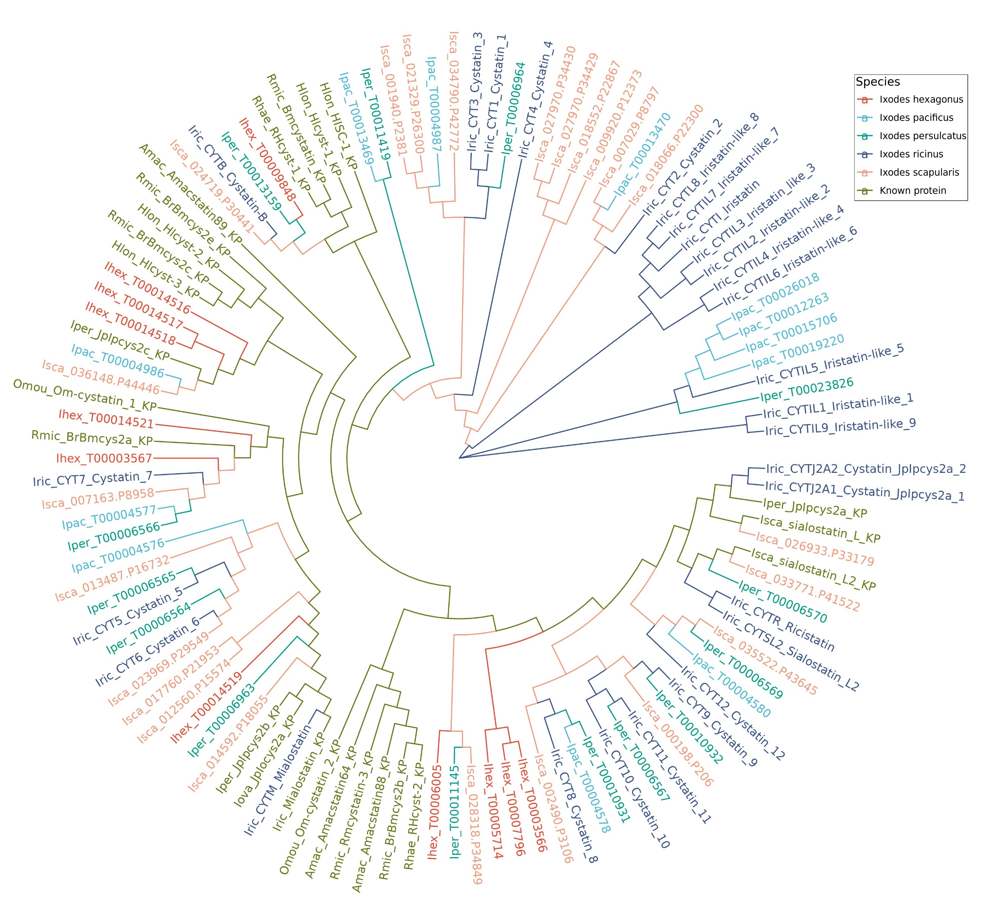 Species
a Ixodes hexagonus
a Ixodes pacificus
a Ixodes persulcatus
a Ixodes ricinus
a Ixodes scapularis
a Known protein
Isca_034790.P42772
Iric_CYT3_Cystatin_3
Iric_CYT1_Cystatin_1
Iper_T00006964
Iric_CYT4_Cystatin_4
Isca_027970.P34430
Isca_027970.P34429
Isca_018552.P22867
Isca_009920.P12373
Isca_007029.P8797
Ipac_T00013470
Isca_018066.P22300
Iric_CYT2_Cystatin_2
Iric_CYTL8_Iristatin-like_8
Iric_CYTIL7_Iristatin-like_7
Iric_CYTI_Iristatin
Iric_CYTIL3_Iristatin_like_3
Iric_CYTIL2_Iristatin-like_2
Iric_CYTIL4_Iristatin-like_4
Iric_CYTIL6_Iristatin-like_6
Ipac_T00026018
Ipac_T00012263
Ipac_T00015706
Ipac_T00019220
Iric_CYTIL5_Iristatin-like_5
Iper_T00023826
Iric_CYTIL1_Iristatin-like_1
Iric_CYTIL9_Iristatin-like_9
Iric_CYTJ2A2_Cystatin_JpIpcys2a_2
Iric_CYTJ2A1_Cystatin_JpIpcys2a_1
Iper_JpIpcys2a_KP
Isca_sialostatin_L_KP
Isca_026933.P33179
Isca_sialostatin_L2_KP
Isca_033771.P41522
Iper_T00006570
Iric_CYTR_Ricistatin
Iric_CYTSL2_Sialostatin_L2
Isca_035522.P43645
Iper_T00006569
Ipac_T00004580
Iric_CYT12_Cystatin_12
Iric_CYT9_Cystatin_9
Iper_T00010932
Isca_000198.P206
Iric_CYT11_Cystatin_11
Iper_T00006567
Iric_CYT10_Cystatin_10
Iper_T00010931
Ipac_T00004578
Iric_CYT8_Cystatin_8
Isca_002490.P3106
Ihex_T00003566
Ihex_T00007796
Ihex_T00005714
Isca_028318.P34849
Iper_T00011145
Ihex_T00006005
Rhae_RHcyst-2_KP
Rmic_BrBmcys2b_KP
Amac_Amacstatin88_KP
Rmic_Rmcystatin-3_KP
Amac_Amacstatin64_KP
Omou_Om-cystatin_2_KP
Iric_Mialostatin_KP
Iric_CYTM_Mialostatin
Iova_JpIocys2a_KP
Iper_JpIpcys2b_KP
Isca_014592.P18055
Iper_T00006963
Ihex_T00014519
Isca_012560.P15574
Isca_017760.P21953
Isca_023969.P29549
Iric_CYT6_Cystatin_6
Iper_T00006564
Iric_CYT5_Cystatin_5
Iper_T00006565
Isca_013487.P16732
Ipac_T00004576
Iper_T00006566
Ipac_T00004577
Isca_007163.P8958
Iric_CYT7_Cystatin_7
Ihex_T00003567
Rmic_BrBmcys2a_KP
Ihex_T00014521
Omou_Om-cystatin_1_KP
Isca_036148.P44446
Ipac_T00004986
Iper_JpIpcys2c_KP
Ihex_T00014518
Ihex_T00014517
Ihex_T00014516
Hlon_Hlcyst-3_KP
Rmic_BrBmcys2c_KP
Hlon_Hlcyst-2_KP
Rmic_BrBmcys2e_KP
Amac_Amacstatin89_KP
Isca_024719.P30441
Iric_CYTB_Cystatin-B
Iper_T00013159
Ihex_T00009848
Rhae_RHcyst-1_KP
Rmic_Bmcystatin_KP
Hlon_Hlcyst-1_KP
Hlon_HISC-1_KP
Ipac_T00013469
Iper_T00011419
Isca_001940.P2381
Isca_021329.P26300
Ipac_T00004987